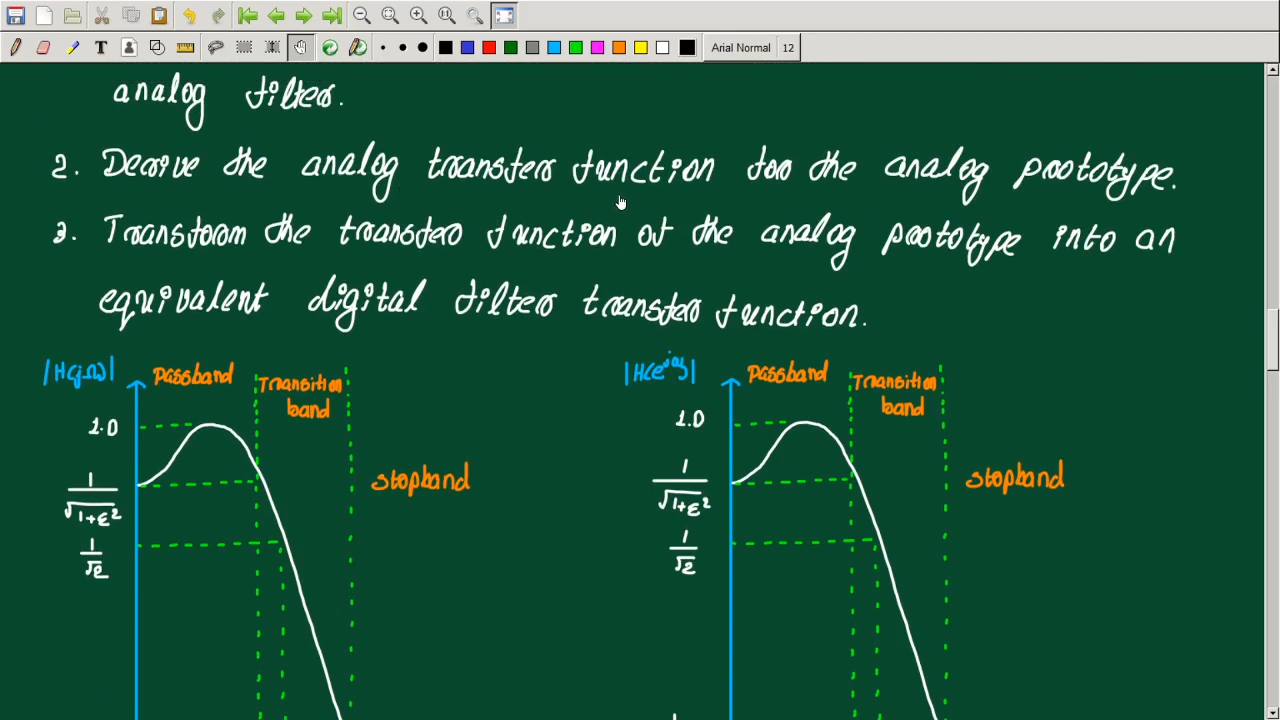 Arial Normal 12
analog filter.
2. Derive the analog transfer function for the analog prototype.
3. Transform the transfer function of the analog prototype into an
equivalent digital filter transfer function.
|H(jΩ)| Passband Transition band
1.0
1/√(1+ε²)
1/√2
stopband
|H(e^jω)| Passband Transition band
1.0
1/√(1+ε²)
1/√2
stopband